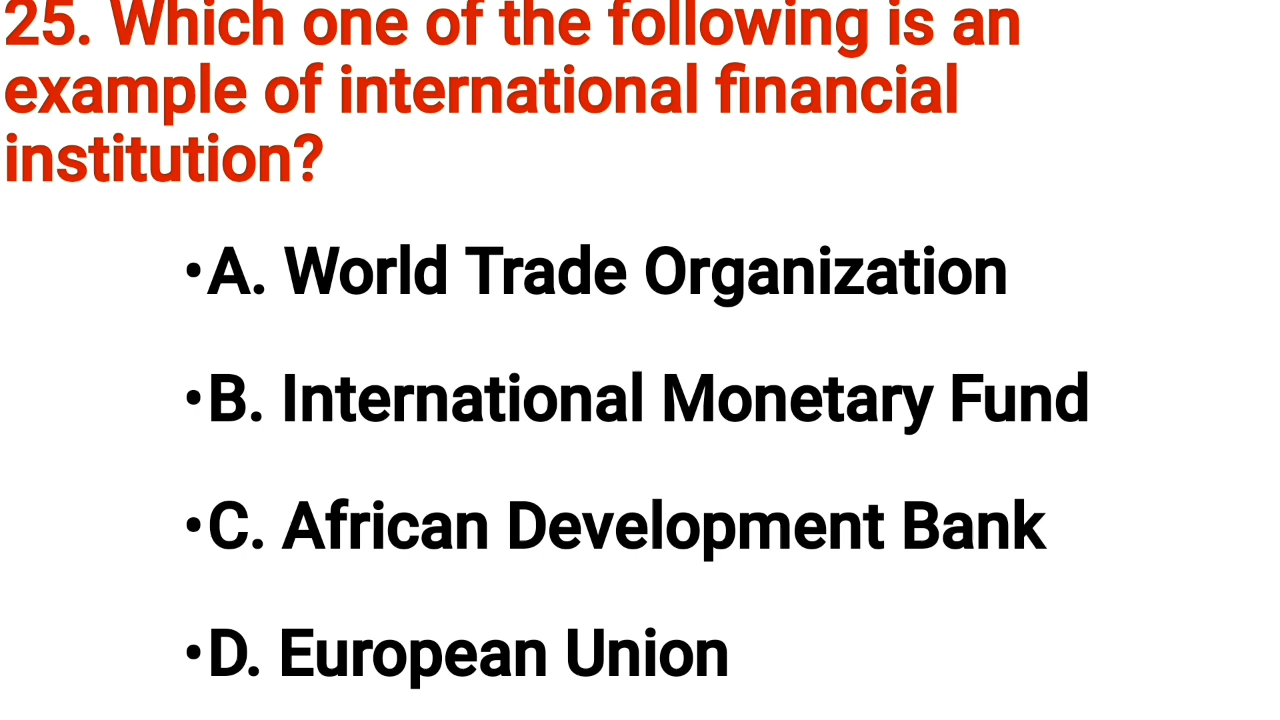 25. Which one of the following is an
example of international financial
institution?
•A. World Trade Organization
•B. International Monetary Fund
•C. African Development Bank
•D. European Union